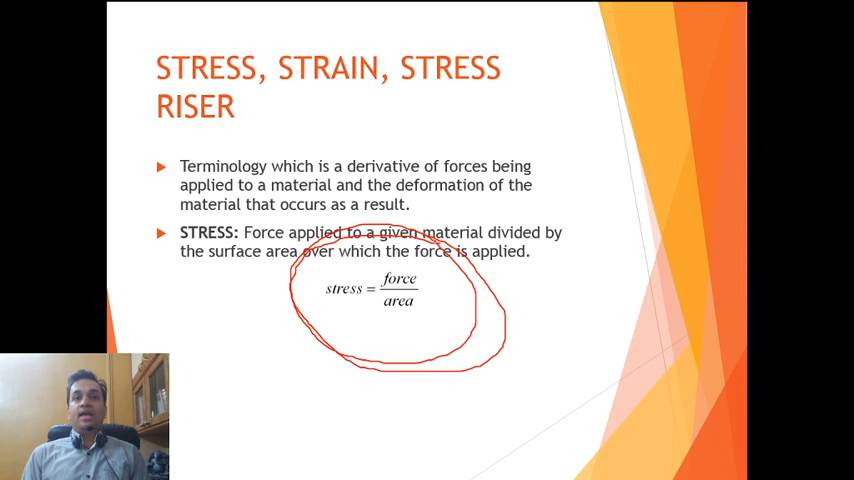 STRESS, STRAIN, STRESS
RISER
Terminology which is a derivative of forces being
applied to a material and the deformation of the
material that occurs as a result.
STRESS: Force applied to a given material divided by
the surface area over which the force is applied.
stress = force/area